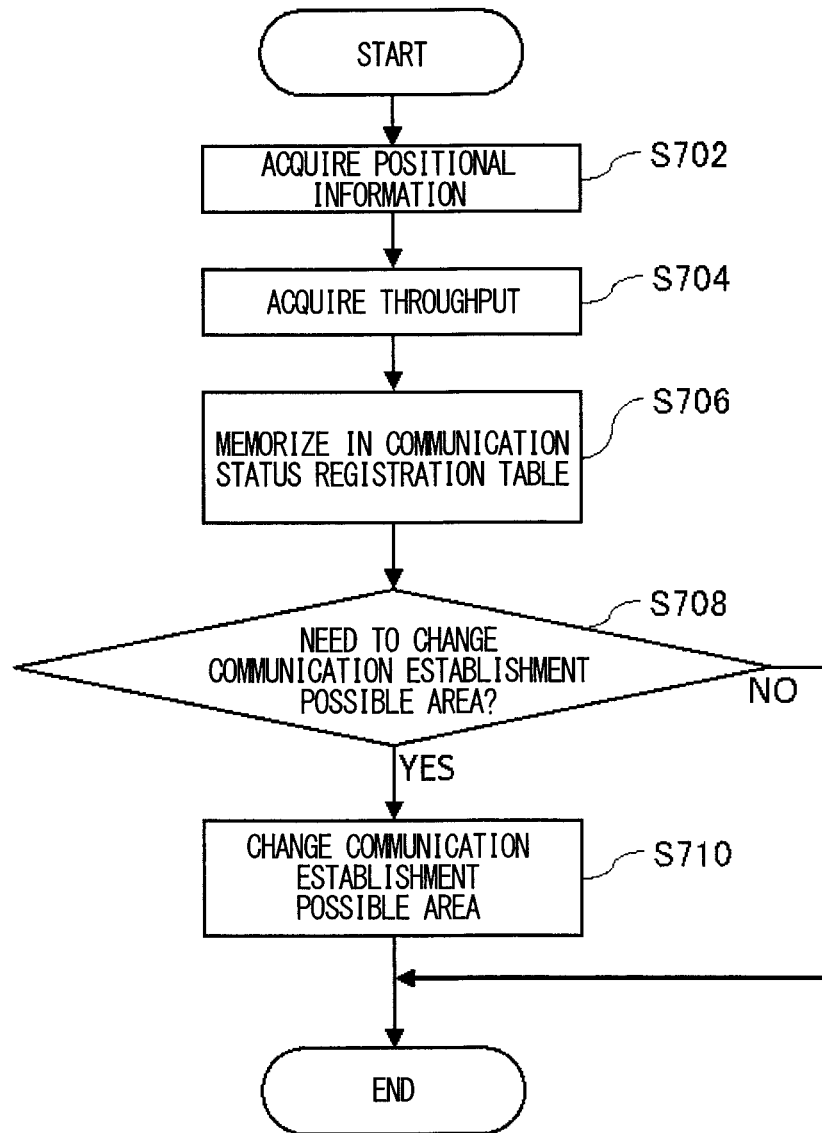 START
ACQUIRE POSITIONAL
INFORMATION
S702
ACQUIRE THROUGHPUT
S704
MEMORIZE IN COMMUNICATION
STATUS REGISTRATION TABLE
S706
NEED TO CHANGE
COMMUNICATION ESTABLISHMENT
POSSIBLE AREA?
S708
NO
YES
CHANGE COMMUNICATION
ESTABLISHMENT
POSSIBLE AREA
S710
END